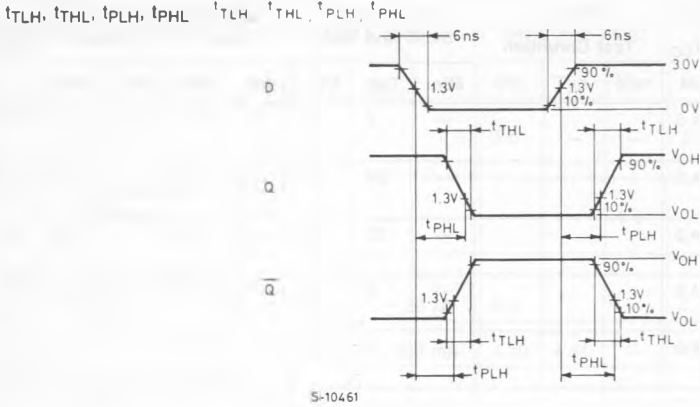 tTLH, tTHL, tPLH, tPHL tTLH, tTHL, tPLH, tPHL
6ns 6ns
3.0V
90%
D 1.3V 1.3V
10%
0V
tTHL tTLH
VOH
90%
Q
1.3V 1.3V
10%
VOL
tPHL tPLH
VOH
90%
Q̅
1.3V 1.3V
10%
VOL
tTLH tTHL
tPLH tPHL
S-10461